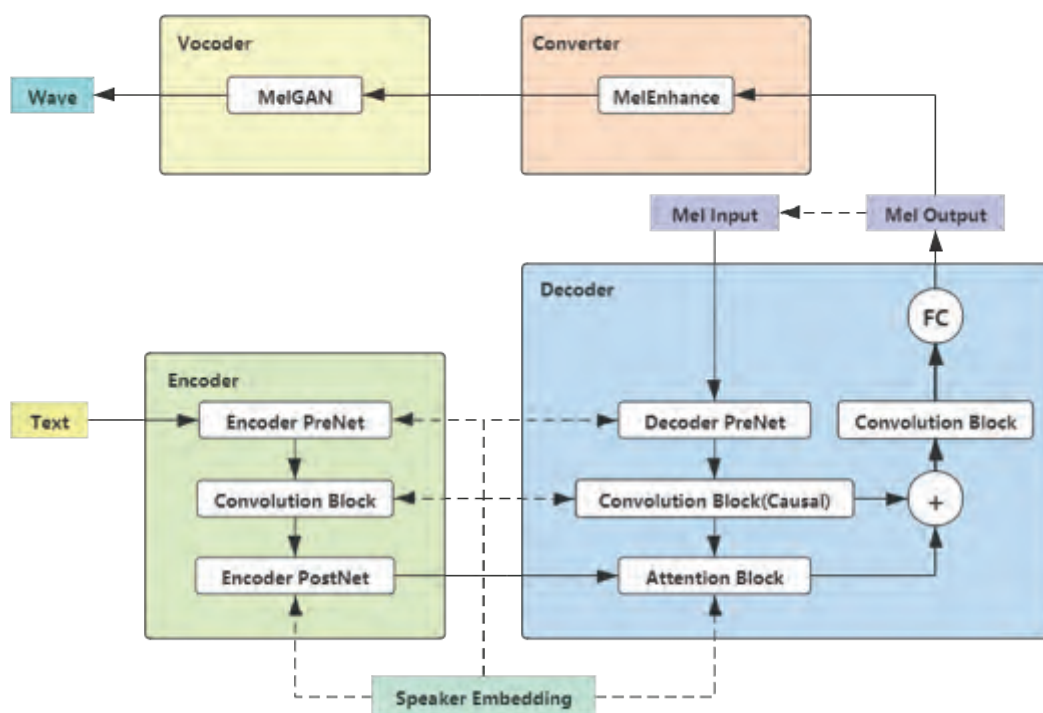 Vocoder
Converter
Wave
MelGAN
MelEnhance
Mel Input
Mel Output
Decoder
FC
Encoder
Text
Encoder PreNet
Decoder PreNet
Convolution Block
Convolution Block
Convolution Block(Causal)
+
Encoder PostNet
Attention Block
Speaker Embedding